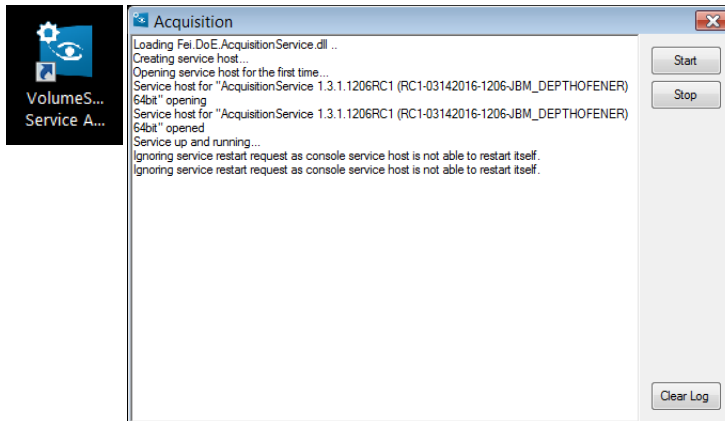 VolumeS...
Service A...
Acquisition
Loading Fei.DoE.AcquisitionService.dll ..
Creating service host...
Opening service host for the first time...
Service host for "AcquisitionService 1.3.1.1206RC1 (RC1-03142016-1206-JBM_DEPTHOFENER)
64bit" opening
Service host for "AcquisitionService 1.3.1.1206RC1 (RC1-03142016-1206-JBM_DEPTHOFENER)
64bit" opened
Service up and running...
Ignoring service restart request as console service host is not able to restart itself.
Ignoring service restart request as console service host is not able to restart itself.
Start
Stop
Clear Log